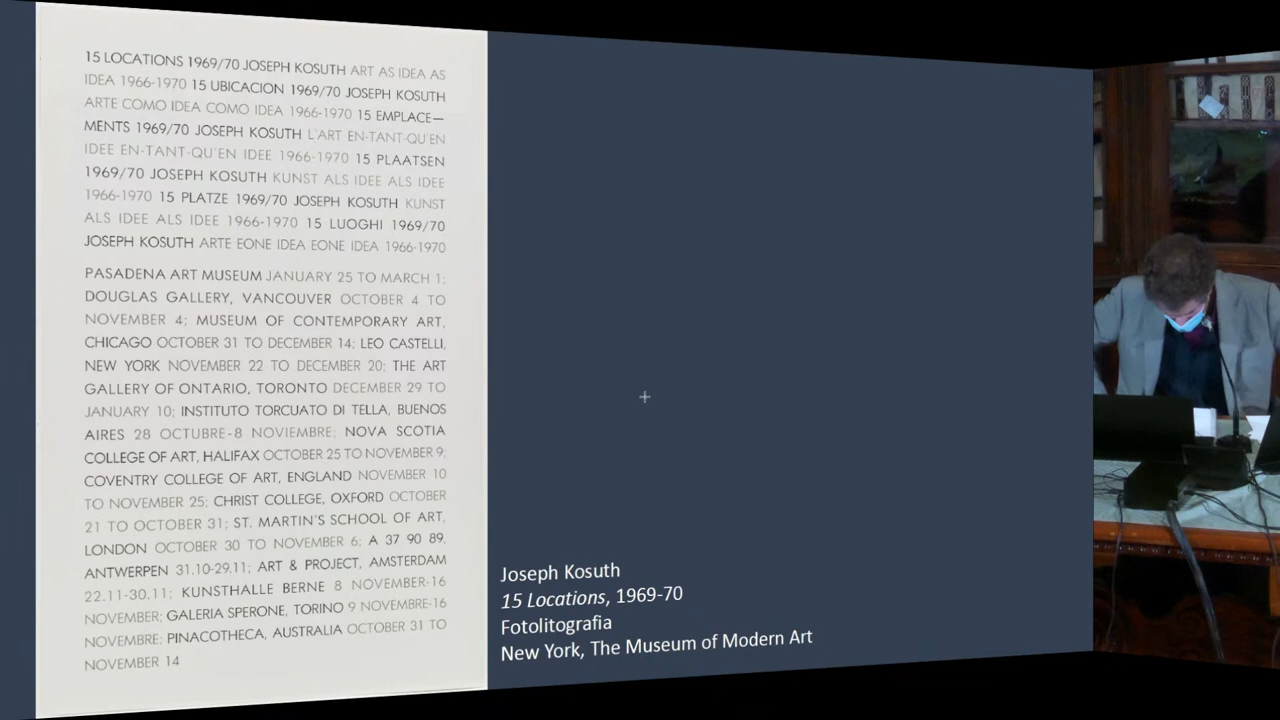 15 LOCATIONS 1969/70 JOSEPH KOSUTH ART AS IDEA AS
IDEA 1966-1970 15 UBICACION 1969/70 JOSEPH KOSUTH
ARTE COMO IDEA COMO IDEA 1966-1970 15 EMPLACE—
MENTS 1969/70 JOSEPH KOSUTH L'ART EN-TANT-QU'EN
IDEE EN-TANT-QU'EN IDEE 1966-1970 15 PLAATSEN
1969/70 JOSEPH KOSUTH KUNST ALS IDEE ALS IDEE
1966-1970 15 PLATZE 1969/70 JOSEPH KOSUTH KUNST
ALS IDEE ALS IDEE 1966-1970 15 LUOGHI 1969/70
JOSEPH KOSUTH ARTE EONE IDEA EONE IDEA 1966-1970
PASADENA ART MUSEUM JANUARY 25 TO MARCH 1;
DOUGLAS GALLERY, VANCOUVER OCTOBER 4 TO
NOVEMBER 4; MUSEUM OF CONTEMPORARY ART,
CHICAGO OCTOBER 31 TO DECEMBER 14; LEO CASTELLI,
NEW YORK NOVEMBER 22 TO DECEMBER 20; THE ART
GALLERY OF ONTARIO, TORONTO DECEMBER 29 TO
JANUARY 10; INSTITUTO TORCUATO DI TELLA, BUENOS
AIRES 28 OCTUBRE-8 NOVIEMBRE; NOVA SCOTIA
COLLEGE OF ART, HALIFAX OCTOBER 25 TO NOVEMBER 9;
COVENTRY COLLEGE OF ART, ENGLAND NOVEMBER 10
TO NOVEMBER 25; CHRIST COLLEGE, OXFORD OCTOBER
21 TO OCTOBER 31; ST. MARTIN'S SCHOOL OF ART,
LONDON OCTOBER 30 TO NOVEMBER 6; A 37 90 89,
ANTWERPEN 31.10-29.11; ART & PROJECT, AMSTERDAM
22.11-30.11; KUNSTHALLE BERNE 8 NOVEMBER-16
NOVEMBER; GALERIA SPERONE, TORINO 9 NOVEMBRE-16
NOVEMBRE; PINACOTHECA, AUSTRALIA OCTOBER 31 TO
NOVEMBER 14
Joseph Kosuth
15 Locations, 1969-70
Fotolitografia
New York, The Museum of Modern Art